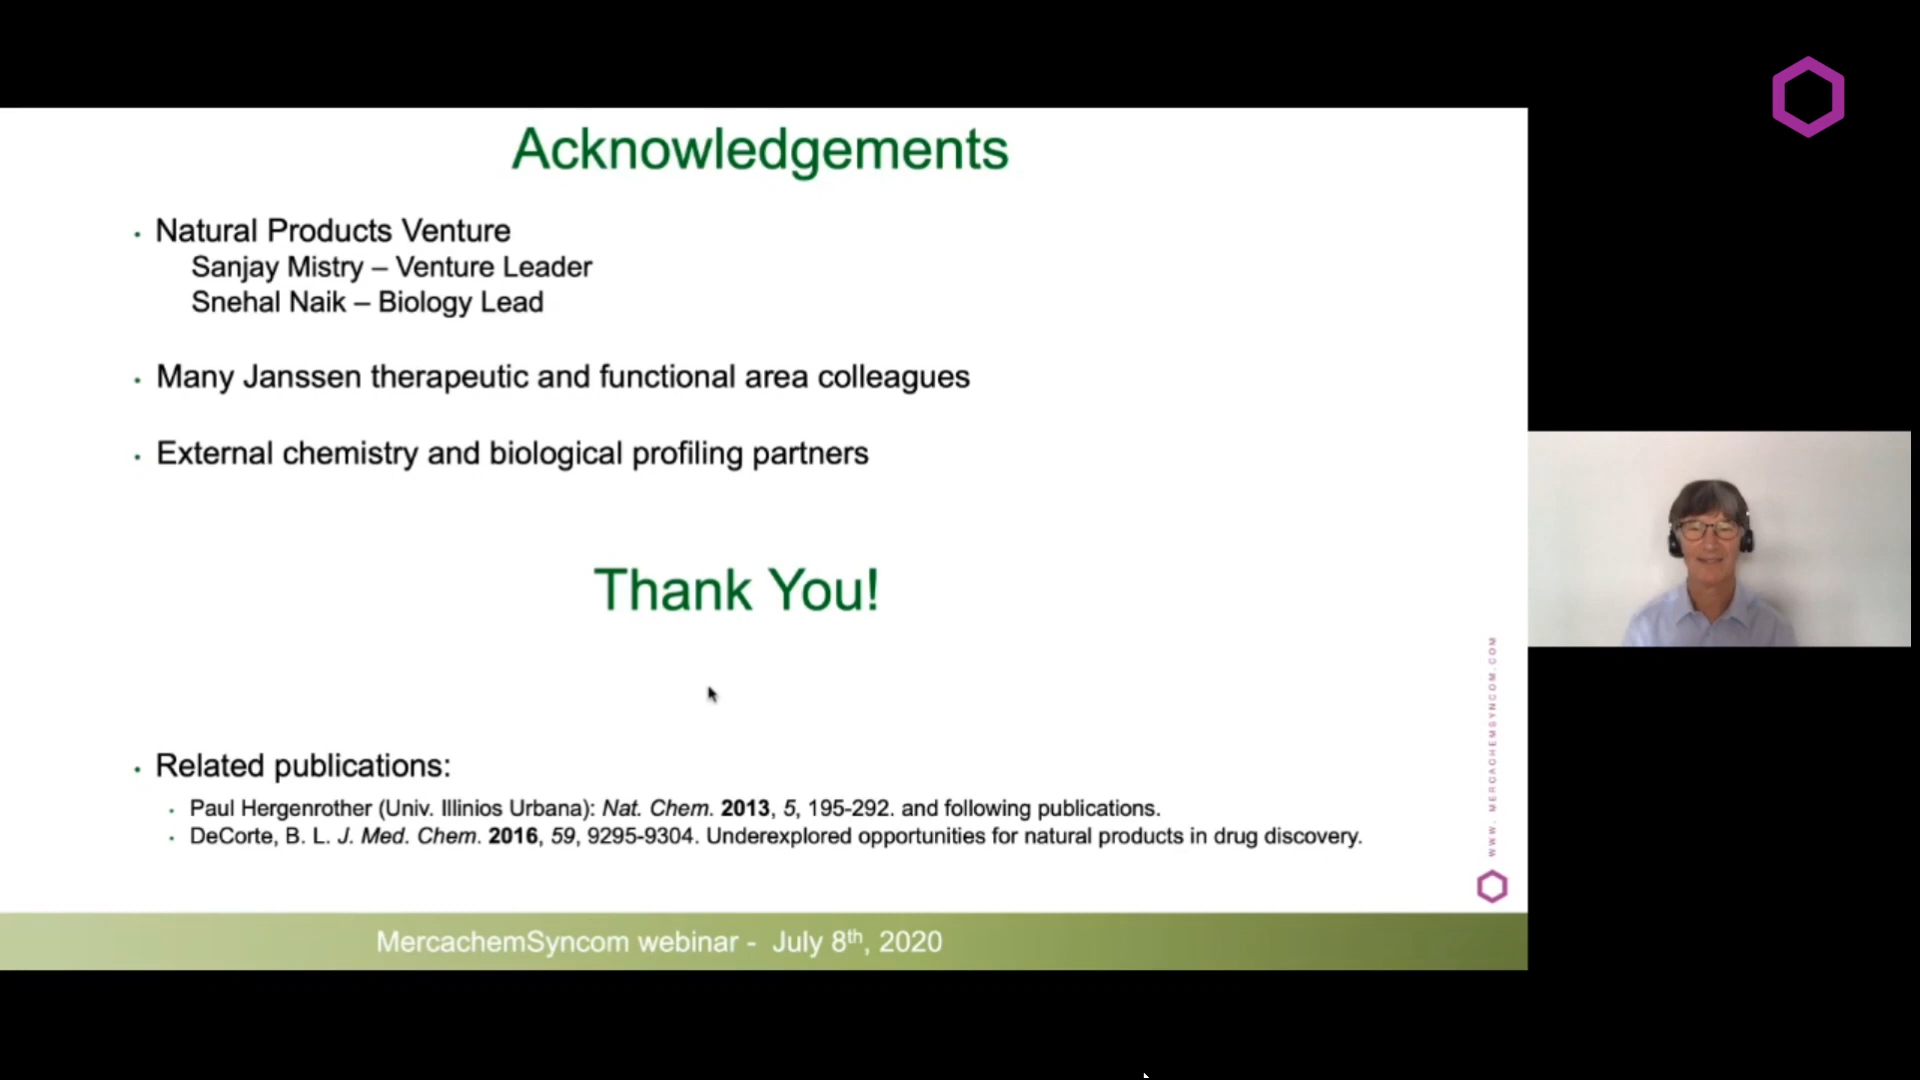 Acknowledgements
· Natural Products Venture
Sanjay Mistry – Venture Leader
Snehal Naik – Biology Lead
· Many Janssen therapeutic and functional area colleagues
· External chemistry and biological profiling partners
Thank You!
· Related publications:
· Paul Hergenrother (Univ. Illinios Urbana): Nat. Chem. 2013, 5, 195-292. and following publications.
· DeCorte, B. L. J. Med. Chem. 2016, 59, 9295-9304. Underexplored opportunities for natural products in drug discovery.
WWW. MERCACHEMSYNCOM.COM
MercachemSyncom webinar - July 8th, 2020